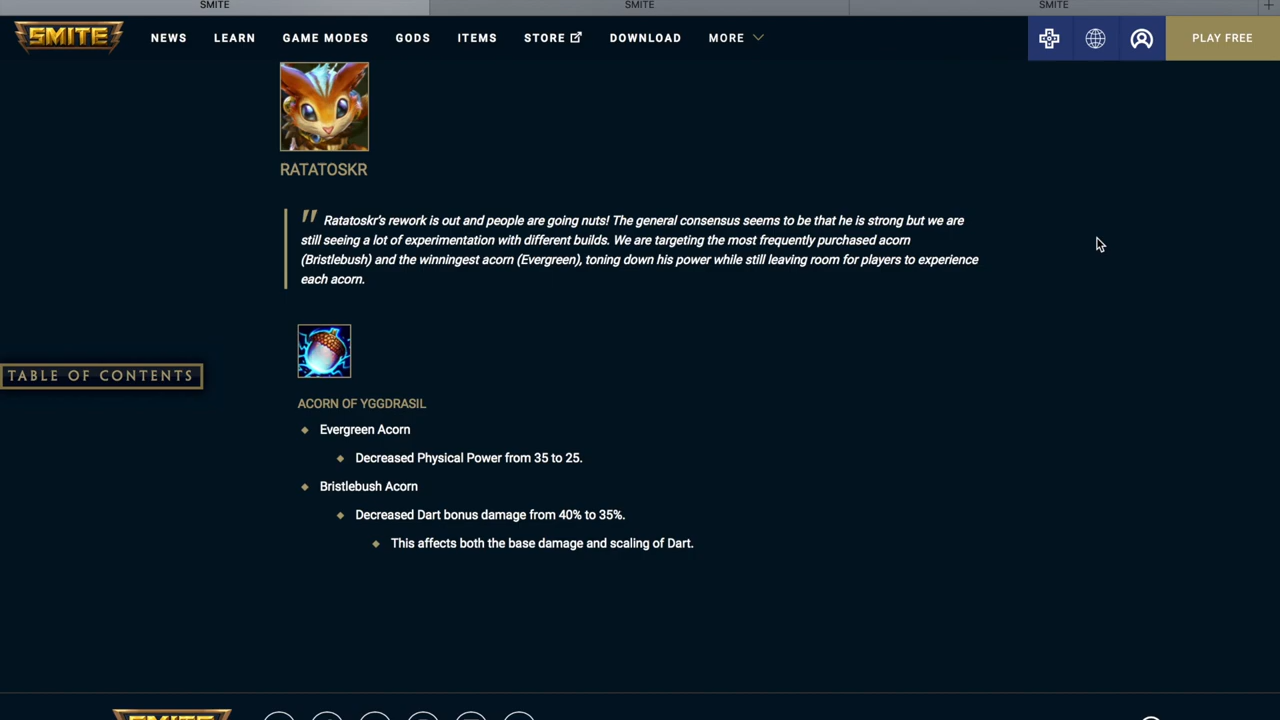 SMITE
SMITE
SMITE
SMITE
NEWS
LEARN
GAME MODES
GODS
ITEMS
STORE
DOWNLOAD
MORE
PLAY FREE
RATATOSKR
" Ratatoskr's rework is out and people are going nuts! The general consensus seems to be that he is strong but we are
still seeing a lot of experimentation with different builds. We are targeting the most frequently purchased acorn
(Bristlebush) and the winningest acorn (Evergreen), toning down his power while still leaving room for players to experience
each acorn.
TABLE OF CONTENTS
ACORN OF YGGDRASIL
Evergreen Acorn
Decreased Physical Power from 35 to 25.
Bristlebush Acorn
Decreased Dart bonus damage from 40% to 35%.
This affects both the base damage and scaling of Dart.
SMITE